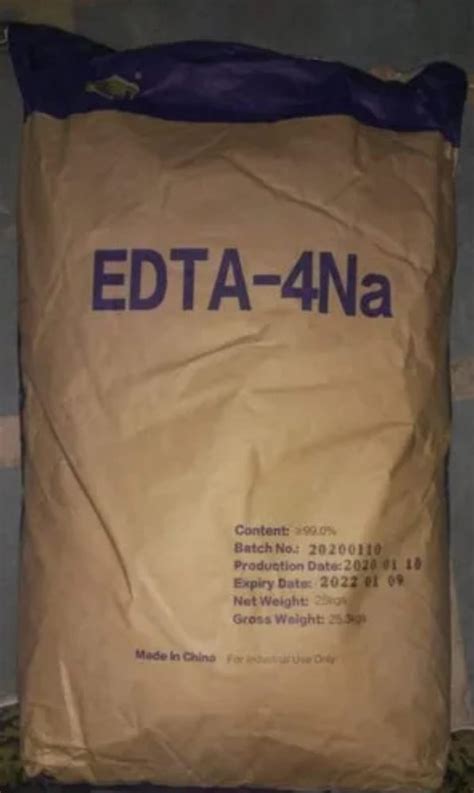 EDTA-4Na
Content: ≥99.0%
Batch No.: 20200110
Production Date: 2020 01 10
Expiry Date: 2022 01 09
Net Weight: 25kgs
Gross Weight: 25.3kgs
Made in China For Industrial Use Only